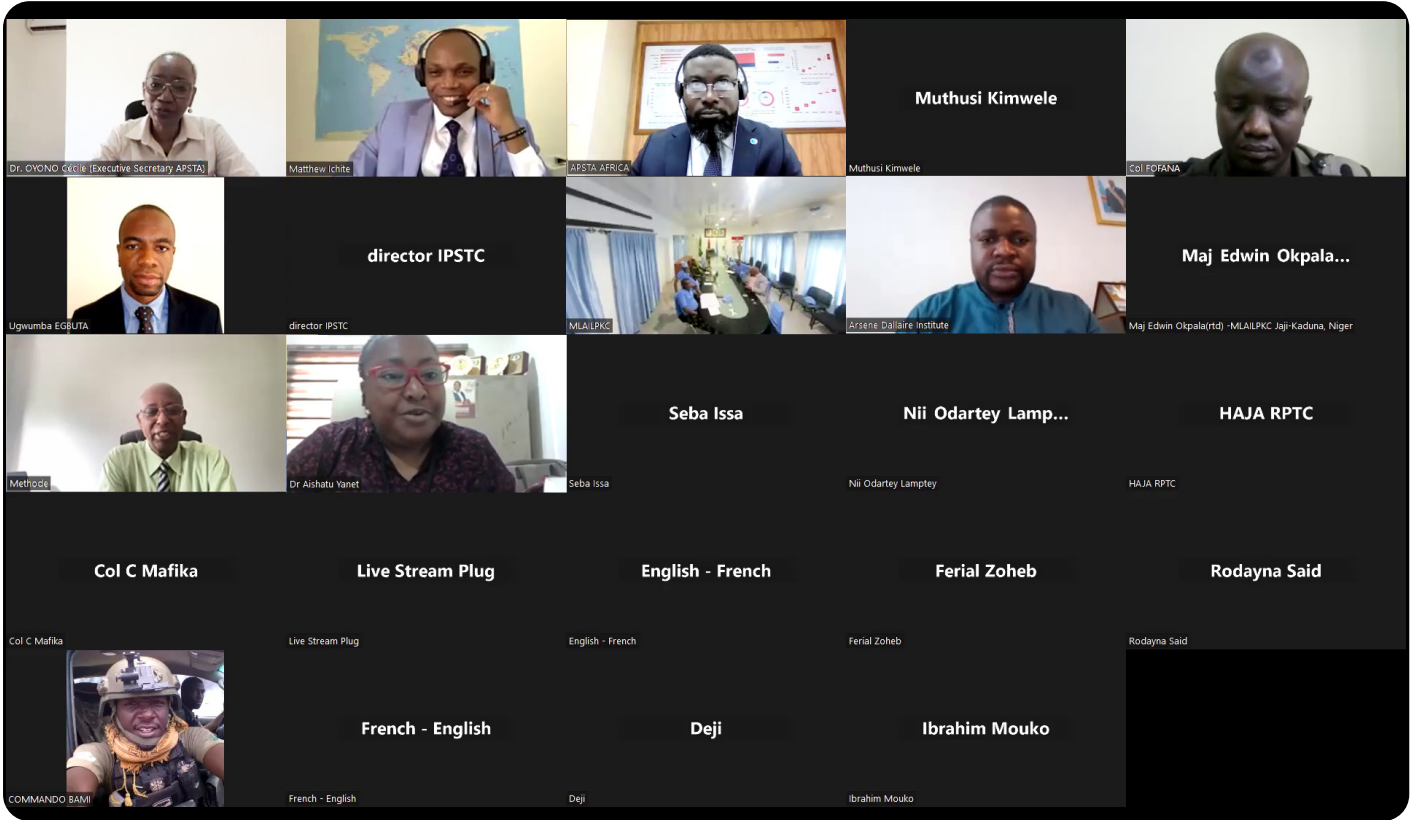 Dr. OYONO Cécile [Executive Secretary APSTA]
Matthew Ichite
APSTA AFRICA
Muthusi Kimwele
Muthusi Kimwele
Col FOFANA
Ugwumba EGBUTA
director IPSTC
director IPSTC
MLAILPKC
Arsene Dallaire Institute
Maj Edwin Okpala...
Maj Edwin Okpala(rtd) -MLAILPKC Jaji-Kaduna, Niger
Methode
Dr Aishatu Yanet
Seba Issa
Seba Issa
Nii Odartey Lamp...
Nii Odartey Lamptey
HAJA RPTC
HAJA RPTC
Col C Mafika
Col C Mafika
Live Stream Plug
Live Stream Plug
English - French
English - French
Ferial Zoheb
Ferial Zoheb
Rodayna Said
Rodayna Said
COMMANDO BAMI
French - English
French - English
Deji
Deji
Ibrahim Mouko
Ibrahim Mouko